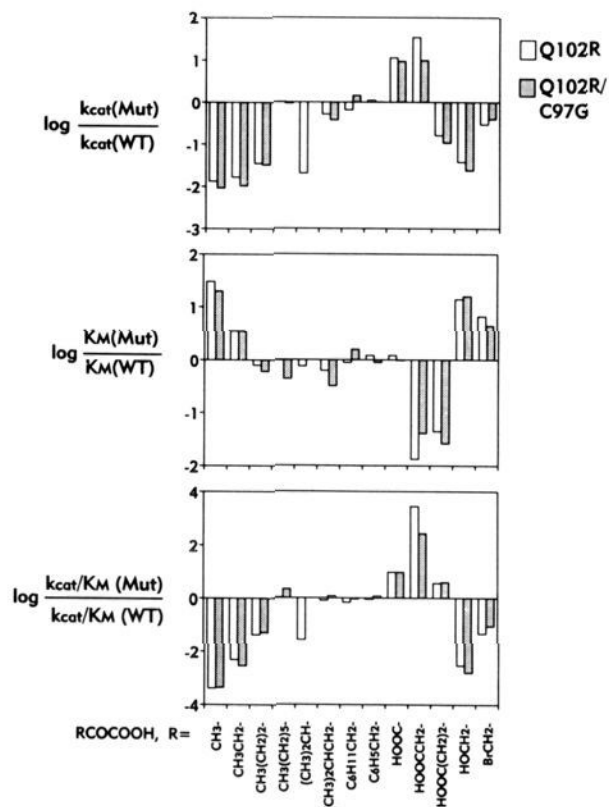 2
1
0
-1
-2
-3
log kcat(Mut)
kcat(WT)
Q102R
Q102R/
C97G
2
1
0
-1
-2
log KM(Mut)
KM(WT)
4
2
0
-2
-4
log kcat/KM (Mut)
kcat/KM (WT)
RCOCOOH, R=
CH3-
CH3CH2-
CH3(CH2)2-
CH3(CH2)5-
(CH3)2CH-
CH3)2CHCH2-
C6H11CH2-
C6H5CH2-
HOOC-
HOOCCH2-
HOOC(CH2)2-
HOCH2-
BrCH2-